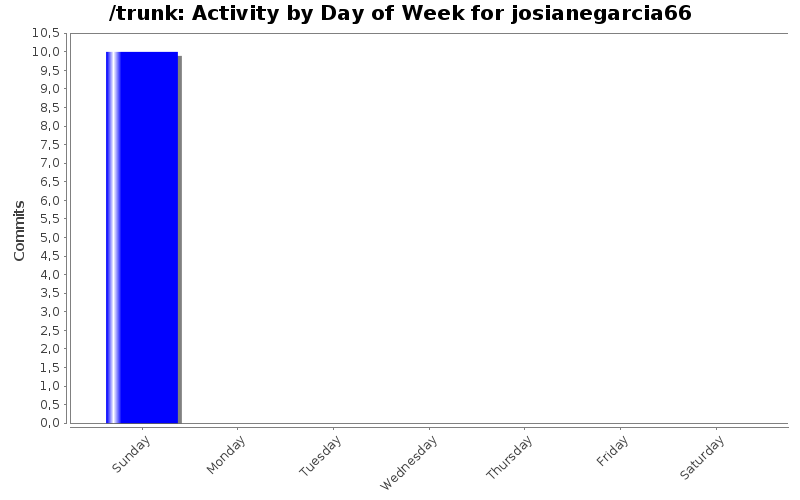 /trunk: Activity by Day of Week for josianegarcia66
10,5
10,0
9,5
9,0
8,5
8,0
7,5
7,0
6,5
6,0
5,5
5,0
4,5
4,0
3,5
3,0
2,5
2,0
1,5
1,0
0,5
0,0
Commits
Sunday
Monday
Tuesday
Wednesday
Thursday
Friday
Saturday